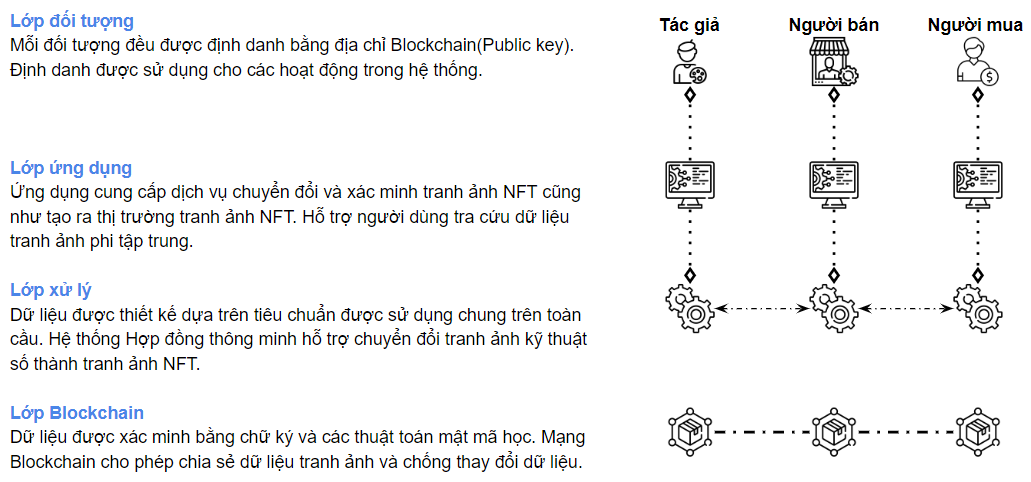 Lớp đối tượng
Mỗi đối tượng đều được định danh bằng địa chỉ Blockchain(Public key).
Định danh được sử dụng cho các hoạt động trong hệ thống.
Tác giả
Người bán
Người mua
Lớp ứng dụng
Ứng dụng cung cấp dịch vụ chuyển đổi và xác minh tranh ảnh NFT cũng
như tạo ra thị trường tranh ảnh NFT. Hỗ trợ người dùng tra cứu dữ liệu
tranh ảnh phi tập trung.
Lớp xử lý
Dữ liệu được thiết kế dựa trên tiêu chuẩn được sử dụng chung trên toàn
cầu. Hệ thống Hợp đồng thông minh hỗ trợ chuyển đổi tranh ảnh kỹ thuật
số thành tranh ảnh NFT.
Lớp Blockchain
Dữ liệu được xác minh bằng chữ ký và các thuật toán mật mã học. Mạng
Blockchain cho phép chia sẻ dữ liệu tranh ảnh và chống thay đổi dữ liệu.